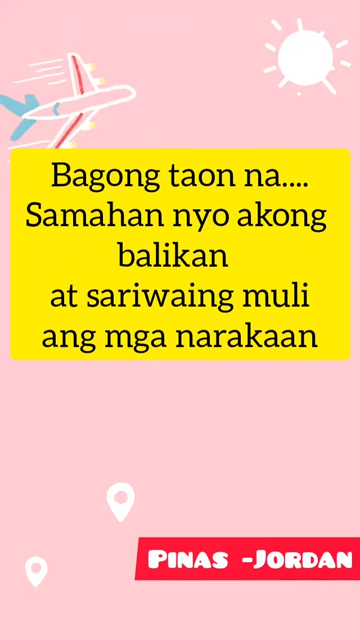 Bagong taon na....
Samahan nyo akong
balikan
at sariwaing muli
ang mga narakaan
PINAS -JORDAN